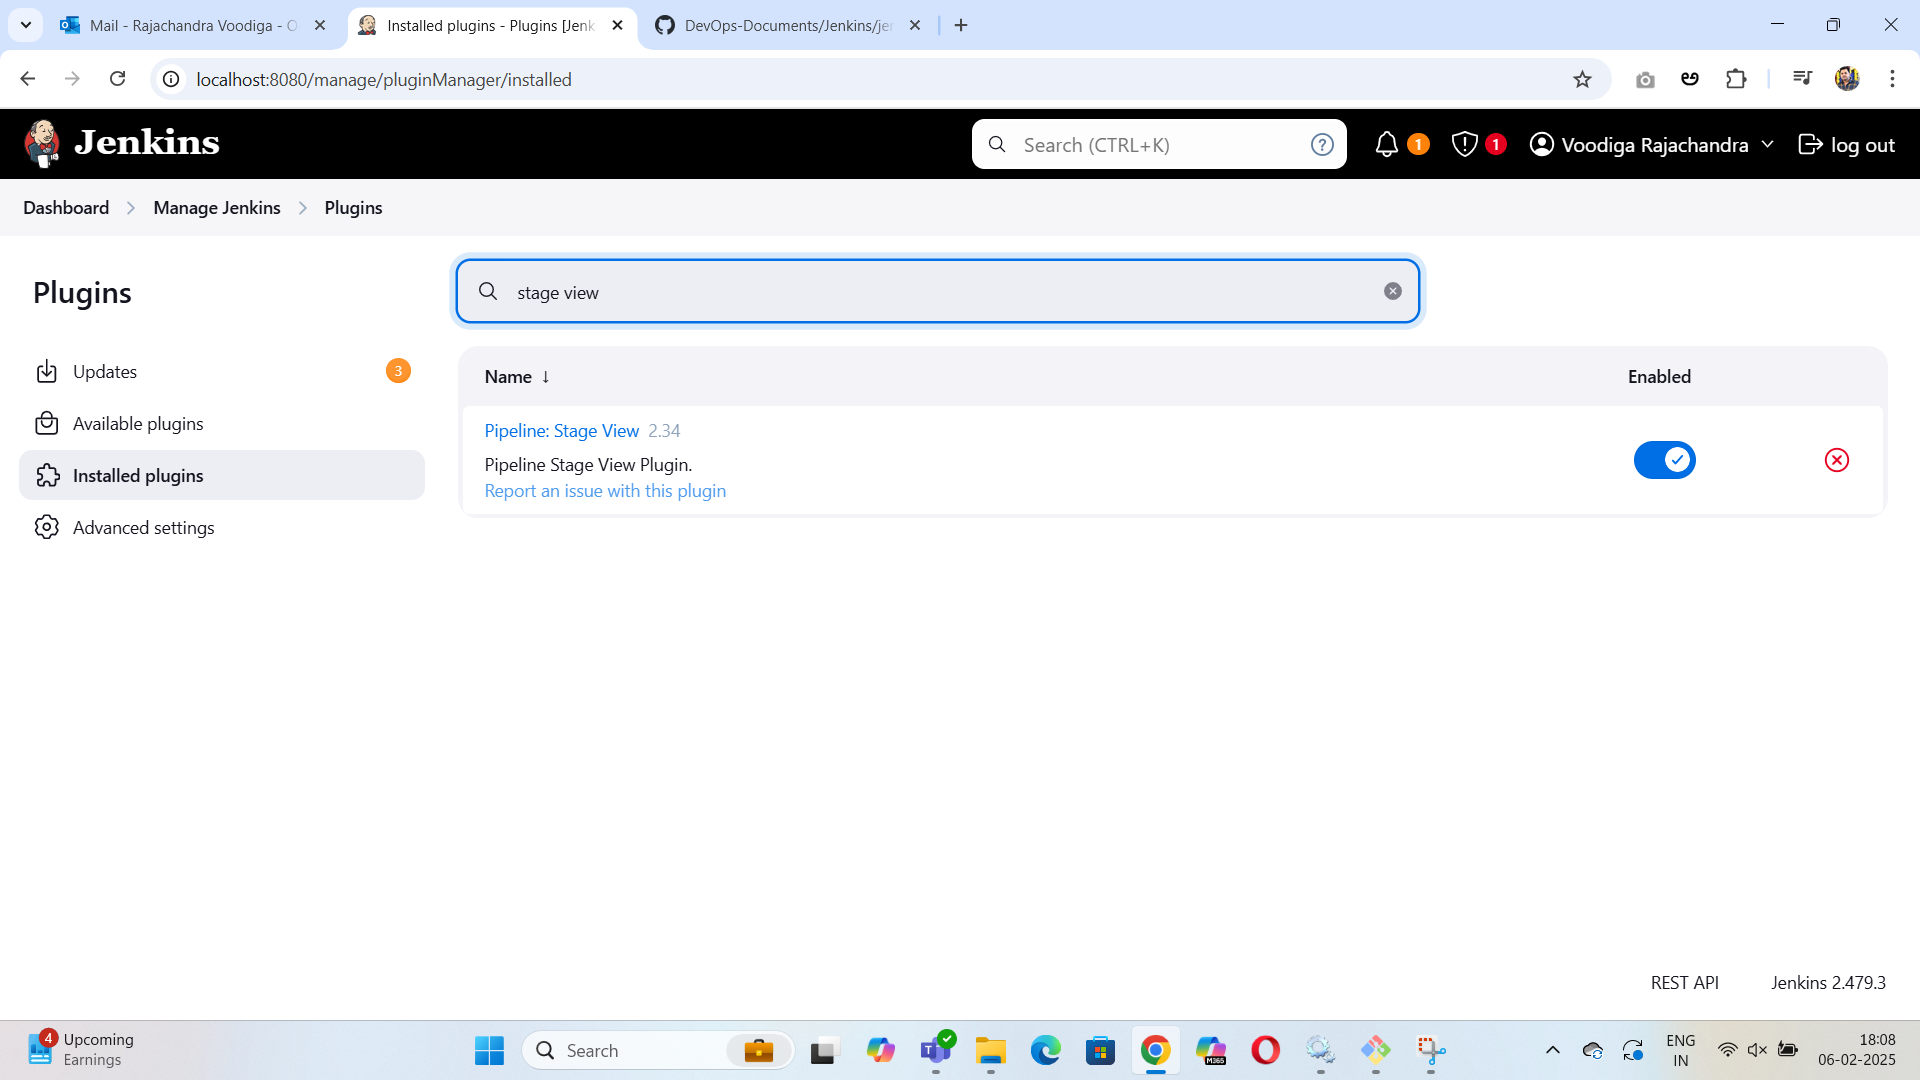 Mail - Rajachandra Voodiga - O
Installed plugins - Plugins [Jenk
DevOps-Documents/Jenkins/jen
localhost:8080/manage/pluginManager/installed
Jenkins
Search (CTRL+K)
?
1
1
Voodiga Rajachandra
log out
Dashboard
Manage Jenkins
Plugins
Plugins
stage view
Updates
3
Available plugins
Installed plugins
Advanced settings
Name ↓
Enabled
Pipeline: Stage View 2.34
Pipeline Stage View Plugin.
Report an issue with this plugin
REST API
Jenkins 2.479.3
4
Upcoming
Earnings
Search
M365
ENG
IN
18:08
06-02-2025